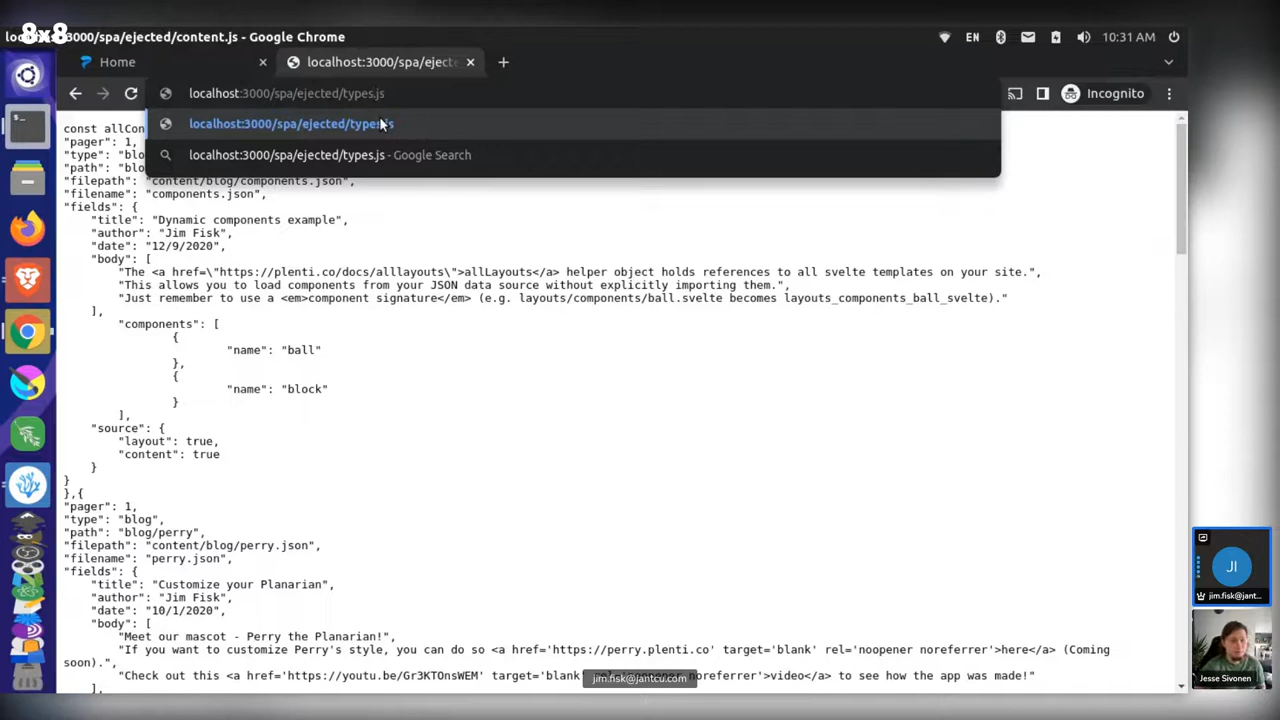 8x8
localhost:3000/spa/ejected/content.js - Google Chrome
EN
10:31 AM
Home
localhost:3000/spa/ejecte
localhost:3000/spa/ejected/types.js
Incognito
localhost:3000/spa/ejected/types.js
localhost:3000/spa/ejected/types.js - Google Search
const allCon
"pager": 1,
"type": "blo
"path": "blo
"filepath": "content/blog/components.json",
"filename": "components.json",
"fields": {
"title": "Dynamic components example",
"author": "Jim Fisk",
"date": "12/9/2020",
"body": [
"The <a href=\"https://plenti.co/docs/alllayouts\">allLayouts</a> helper object holds references to all svelte templates on your site.",
"This allows you to load components from your JSON data source without explicitly importing them.",
"Just remember to use a <em>component signature</em> (e.g. layouts/components/ball.svelte becomes layouts_components_ball_svelte)."
],
"components": [
{
"name": "ball"
},
{
"name": "block"
}
],
"source": {
"layout": true,
"content": true
}
}
},{
"pager": 1,
"type": "blog",
"path": "blog/perry",
"filepath": "content/blog/perry.json",
"filename": "perry.json",
"fields": {
"title": "Customize your Planarian",
"author": "Jim Fisk",
"date": "10/1/2020",
"body": [
"Meet our mascot - Perry the Planarian!",
"If you want to customize Perry's style, you can do so <a href='https://perry.plenti.co' target='blank' rel='noopener noreferrer'>here</a> (Coming
soon).",
"Check out this <a href='https://youtu.be/Gr3KTOnsWEM' target='blank' noreferrer'>video</a> to see how the app was made!"
],
jim.fisk@jantcu.com
JI
jim.fisk@jant...
Jesse Sivonen